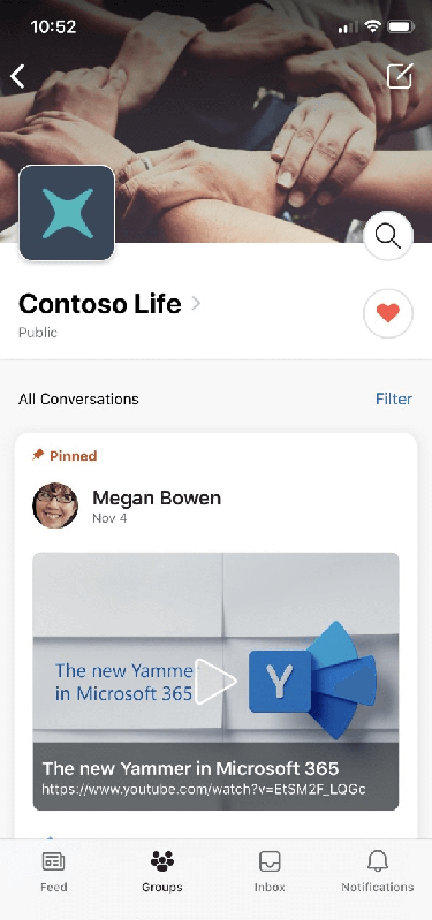 10:52
Contoso Life
Public
All Conversations Filter
Pinned
Megan Bowen
Nov 4
The new Yamme
in Microsoft 365
Y
The new Yammer in Microsoft 365
https://www.youtube.com/watch?v=EtSM2F_LQGc
Feed Groups Inbox Notifications